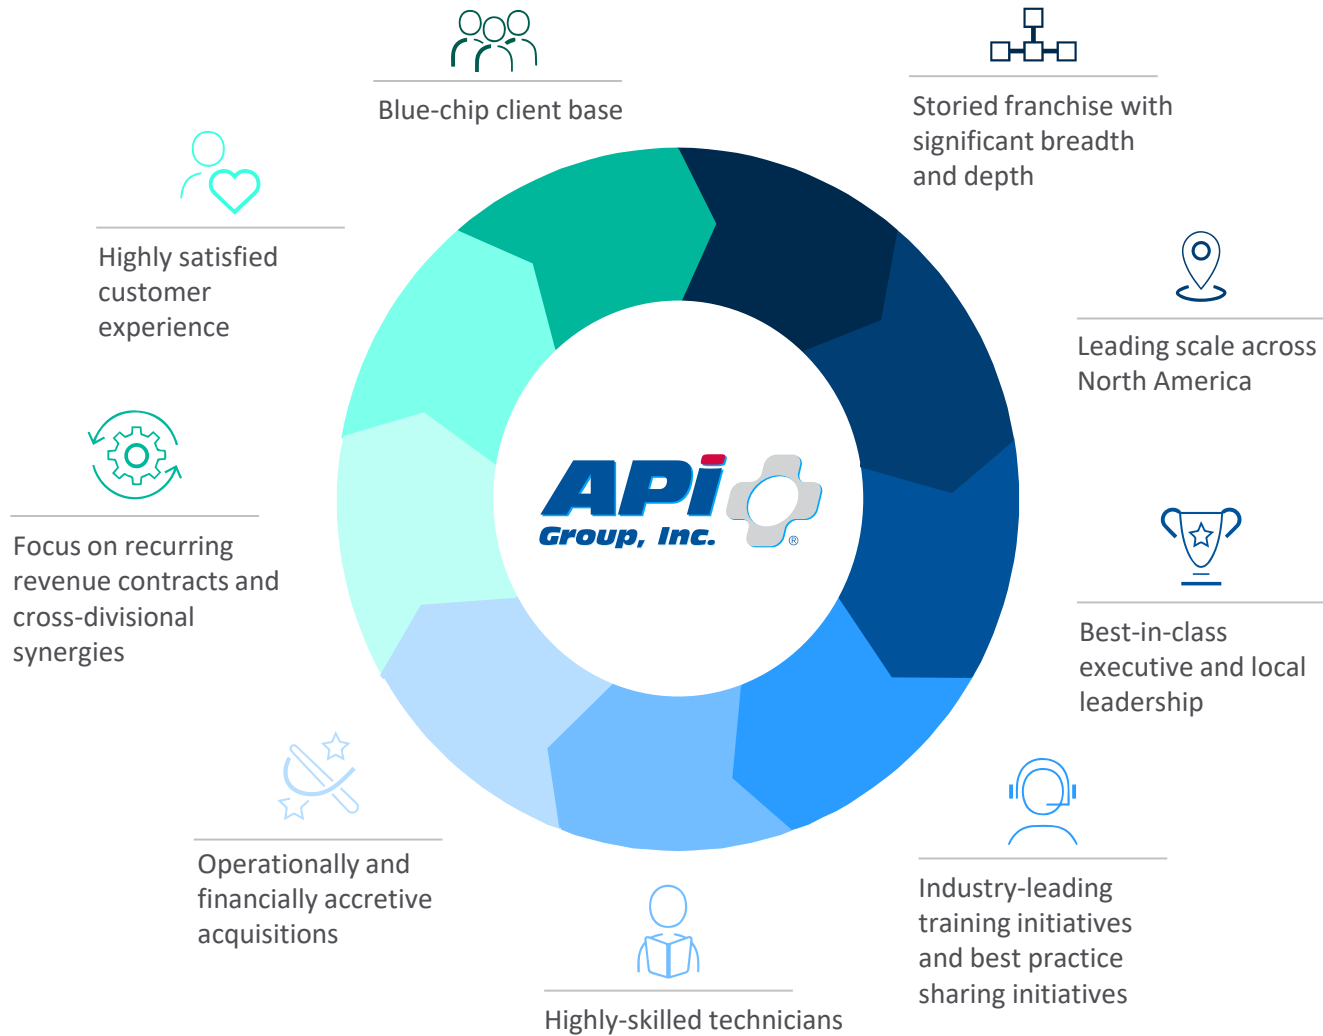 Blue-chip client base
Storied franchise with
significant breadth
and depth
Highly satisfied
customer
experience
Leading scale across
North America
APi
Group, Inc.
®
Focus on recurring
revenue contracts and
cross-divisional
synergies
Best-in-class
executive and local
leadership
Operationally and
financially accretive
acquisitions
Industry-leading
training initiatives
and best practice
sharing initiatives
Highly-skilled technicians